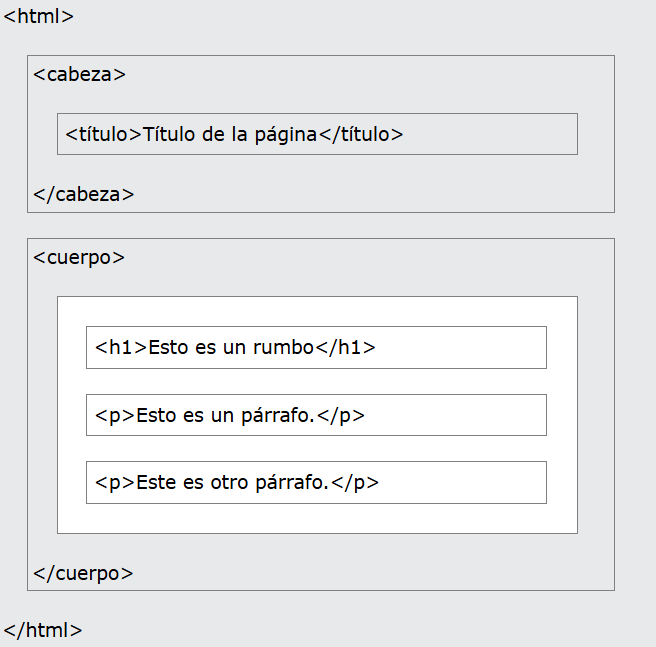 <html>
<cabeza>
<título>Título de la página</título>
</cabeza>
<cuerpo>
<h1>Esto es un rumbo</h1>
<p>Esto es un párrafo.</p>
<p>Este es otro párrafo.</p>
</cuerpo>
</html>